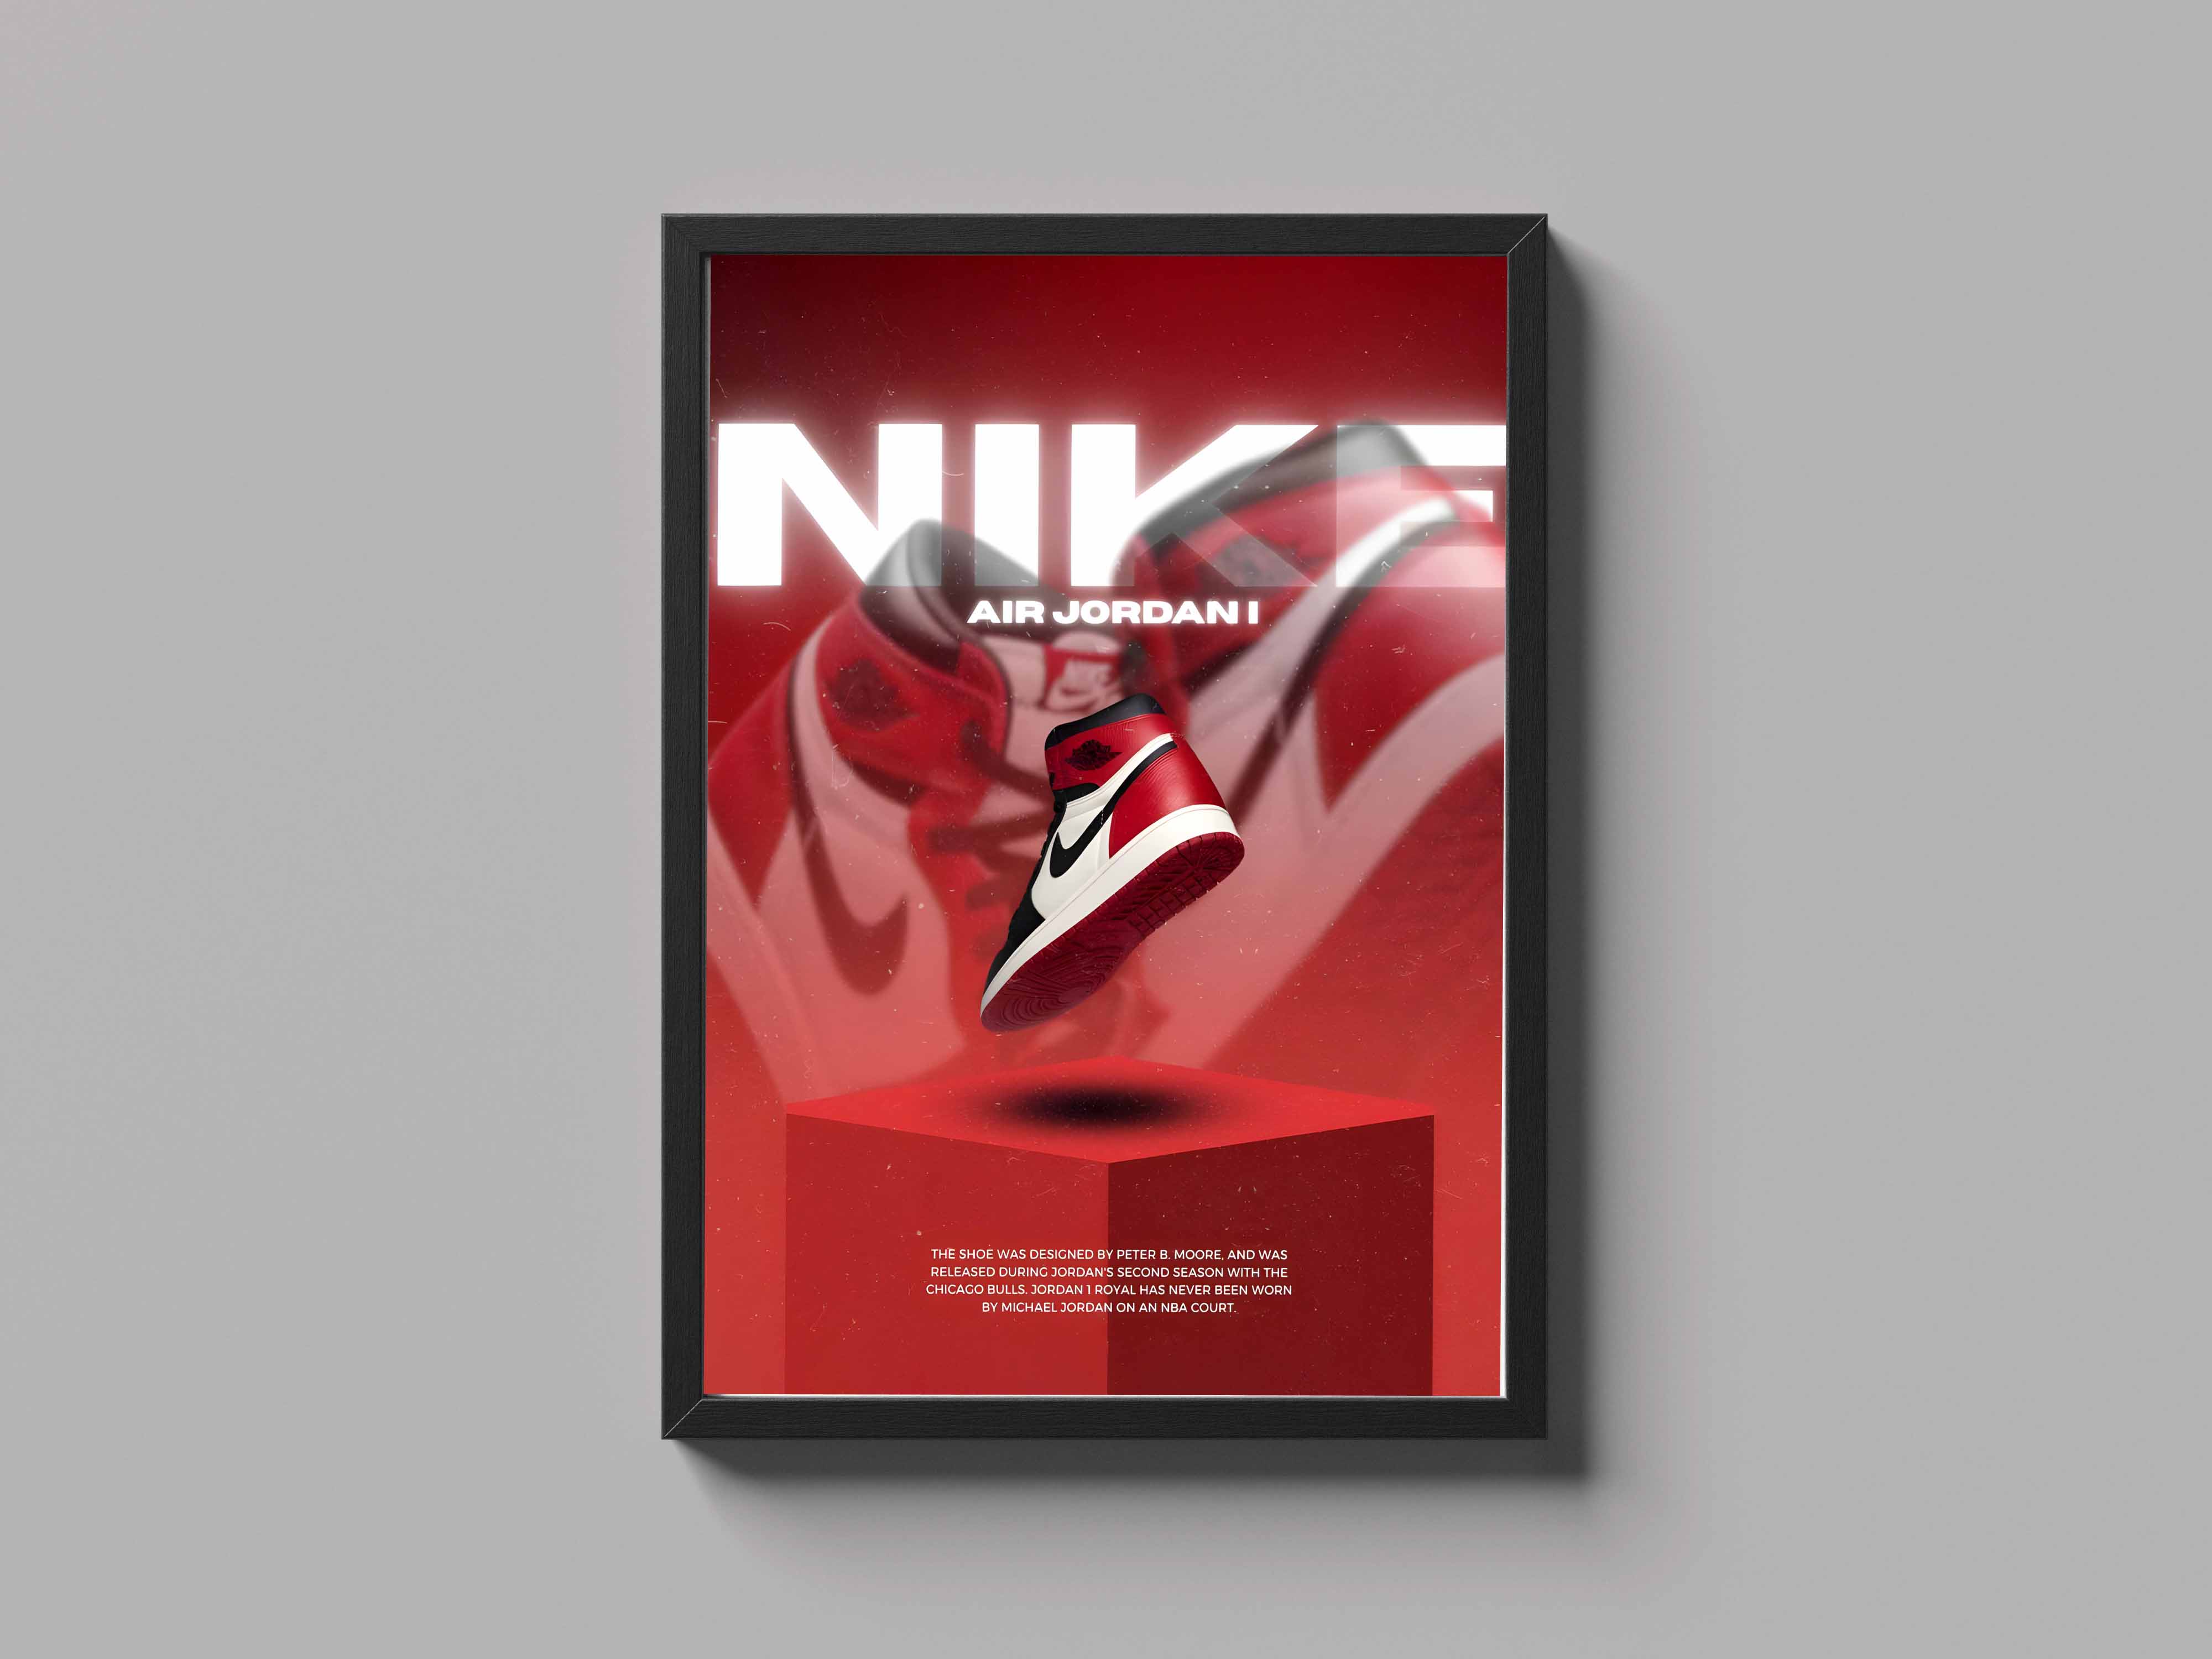 NIKE
AIR JORDAN I
THE SHOE WAS DESIGNED BY PETER B. MOORE, AND WAS
RELEASED DURING JORDAN'S SECOND SEASON WITH THE
CHICAGO BULLS. JORDAN 1 ROYAL HAS NEVER BEEN WORN
BY MICHAEL JORDAN ON AN NBA COURT.